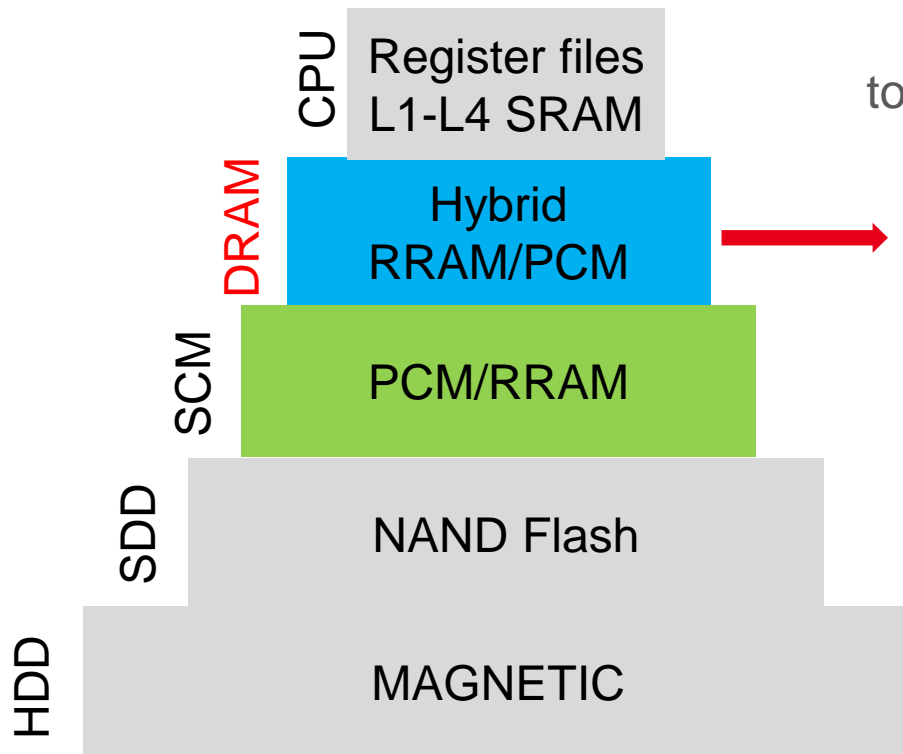 CPU
Register files
L1-L4 SRAM
to
DRAM
Hybrid
RRAM/PCM
SCM
PCM/RRAM
SDD
NAND Flash
HDD
MAGNETIC